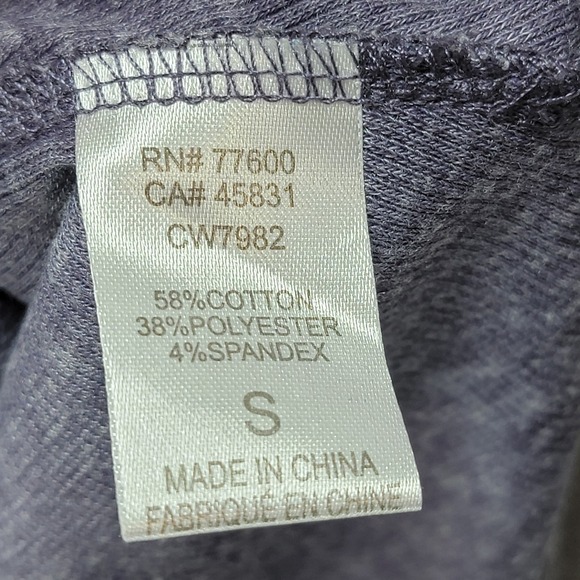 RN# 77600
CA# 45831
CW7982
58%COTTON
38%POLYESTER
4%SPANDEX
S
MADE IN CHINA
FABRIQUÉ EN CHINE